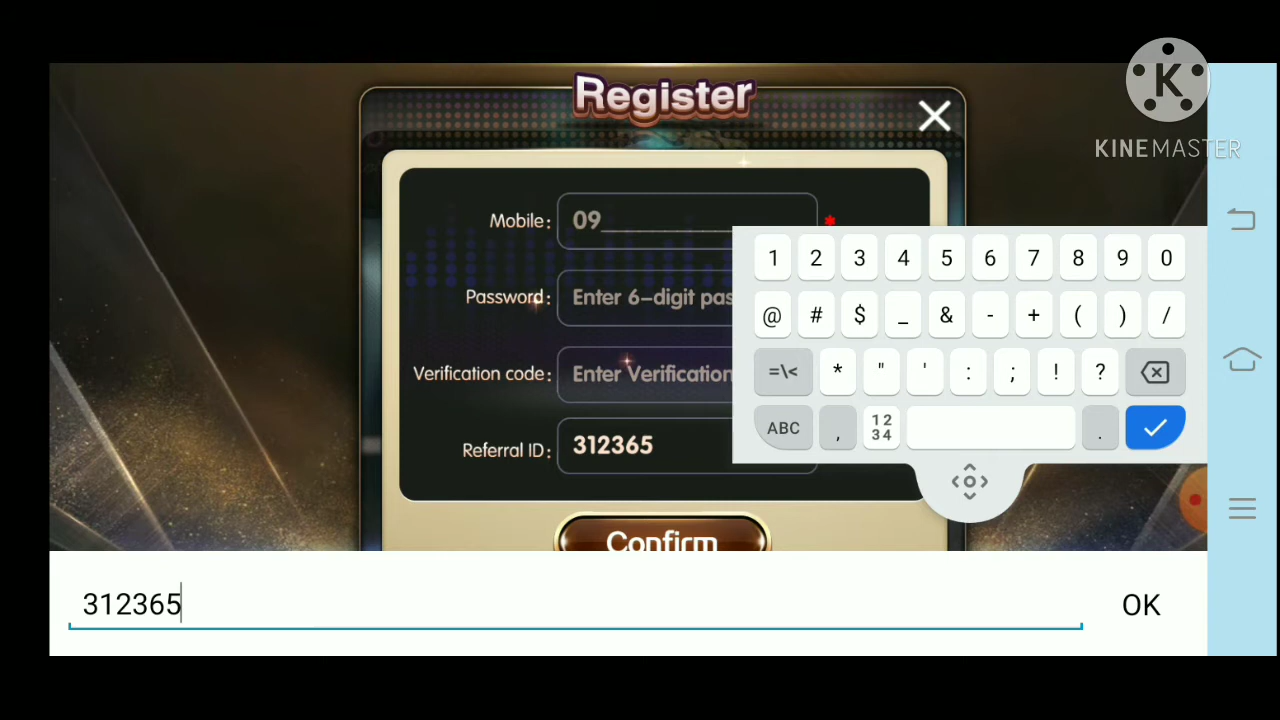 Register
KINEMASTER
Mobile: 09 *
Password: Enter 6-digit pas
Verification code: Enter Verification
Referral ID: 312365
Confirm
1 2 3 4 5 6 7 8 9 0
@ # $ _ & - + ( ) /
=\< * " ' : ; ! ?
ABC , 12 34 .
312365
OK